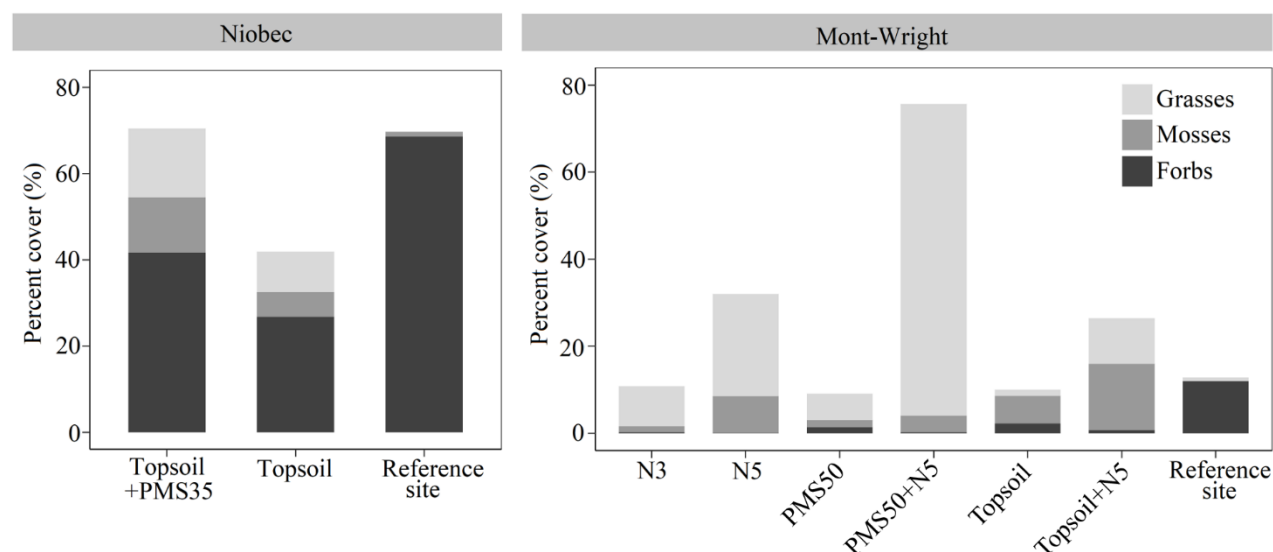 Niobec
Mont-Wright
Percent cover (%)
80
60
40
20
0
Topsoil
+PMS35
Topsoil
Reference
site
Percent cover (%)
80
60
40
20
0
Grasses
Mosses
Forbs
N3
N5
PMS50
PMS50+N5
Topsoil
Topsoil+N5
Reference
site